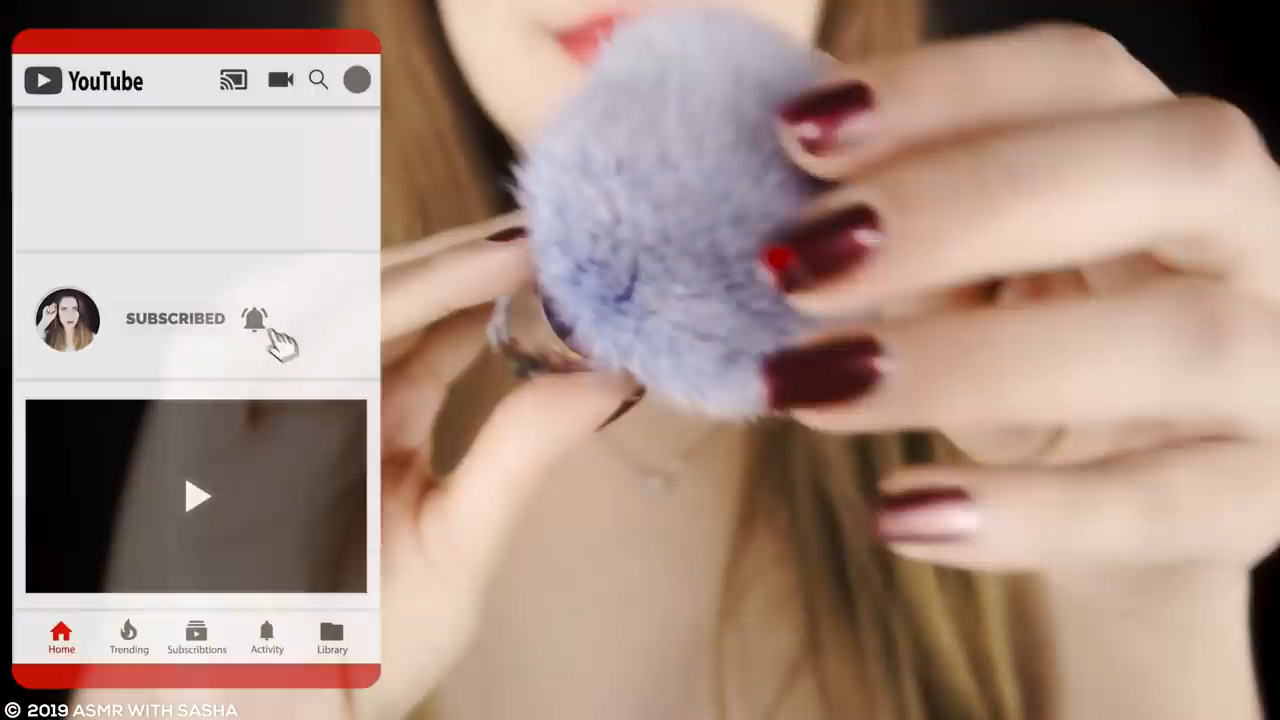 YouTube
SUBSCRIBED
Home
Trending
Subscribtions
Activity
Library
© 2019 ASMR WITH SASHA